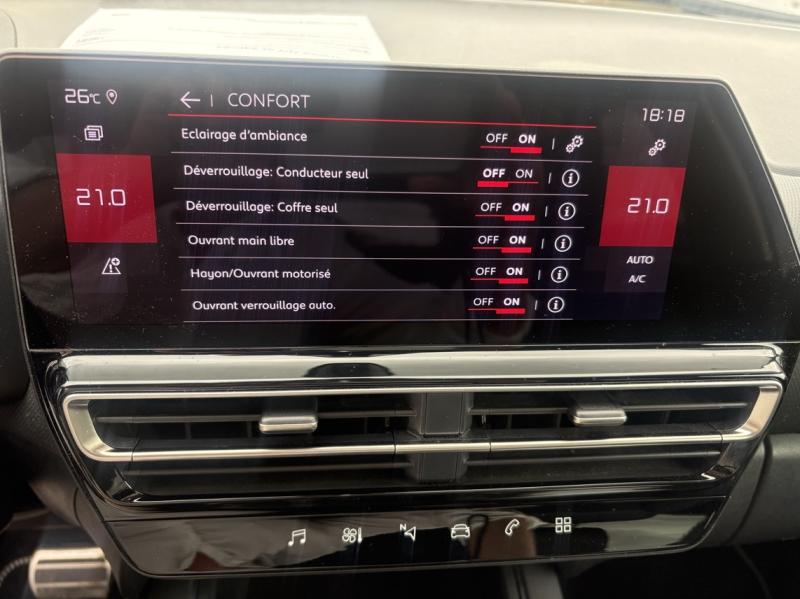 26°C
CONFORT
18:18
Eclairage d'ambiance OFF ON
Déverrouillage: Conducteur seul OFF ON
21.0
21.0
Déverrouillage: Coffre seul OFF ON
Ouvrant main libre OFF ON
AUTO
Hayon/Ouvrant motorisé OFF ON
A/C
Ouvrant verrouillage auto. OFF ON
N